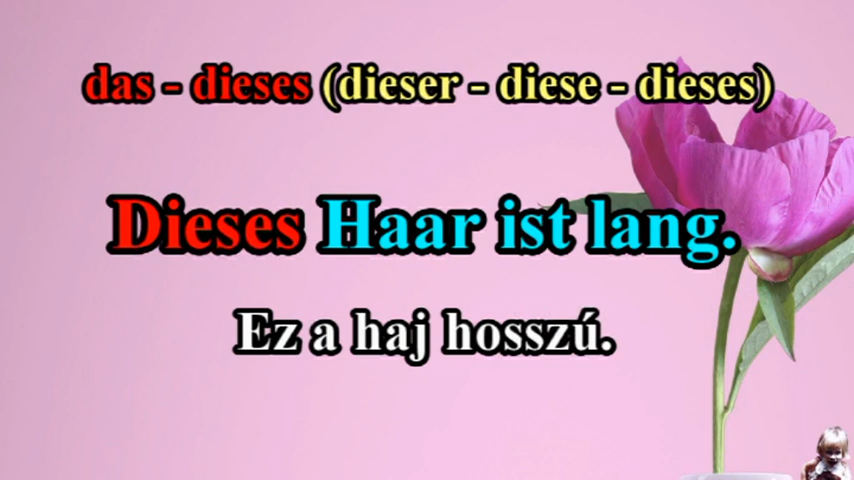 das - dieses (dieser - diese - dieses)
Dieses Haar ist lang.
Ez a haj hosszú.